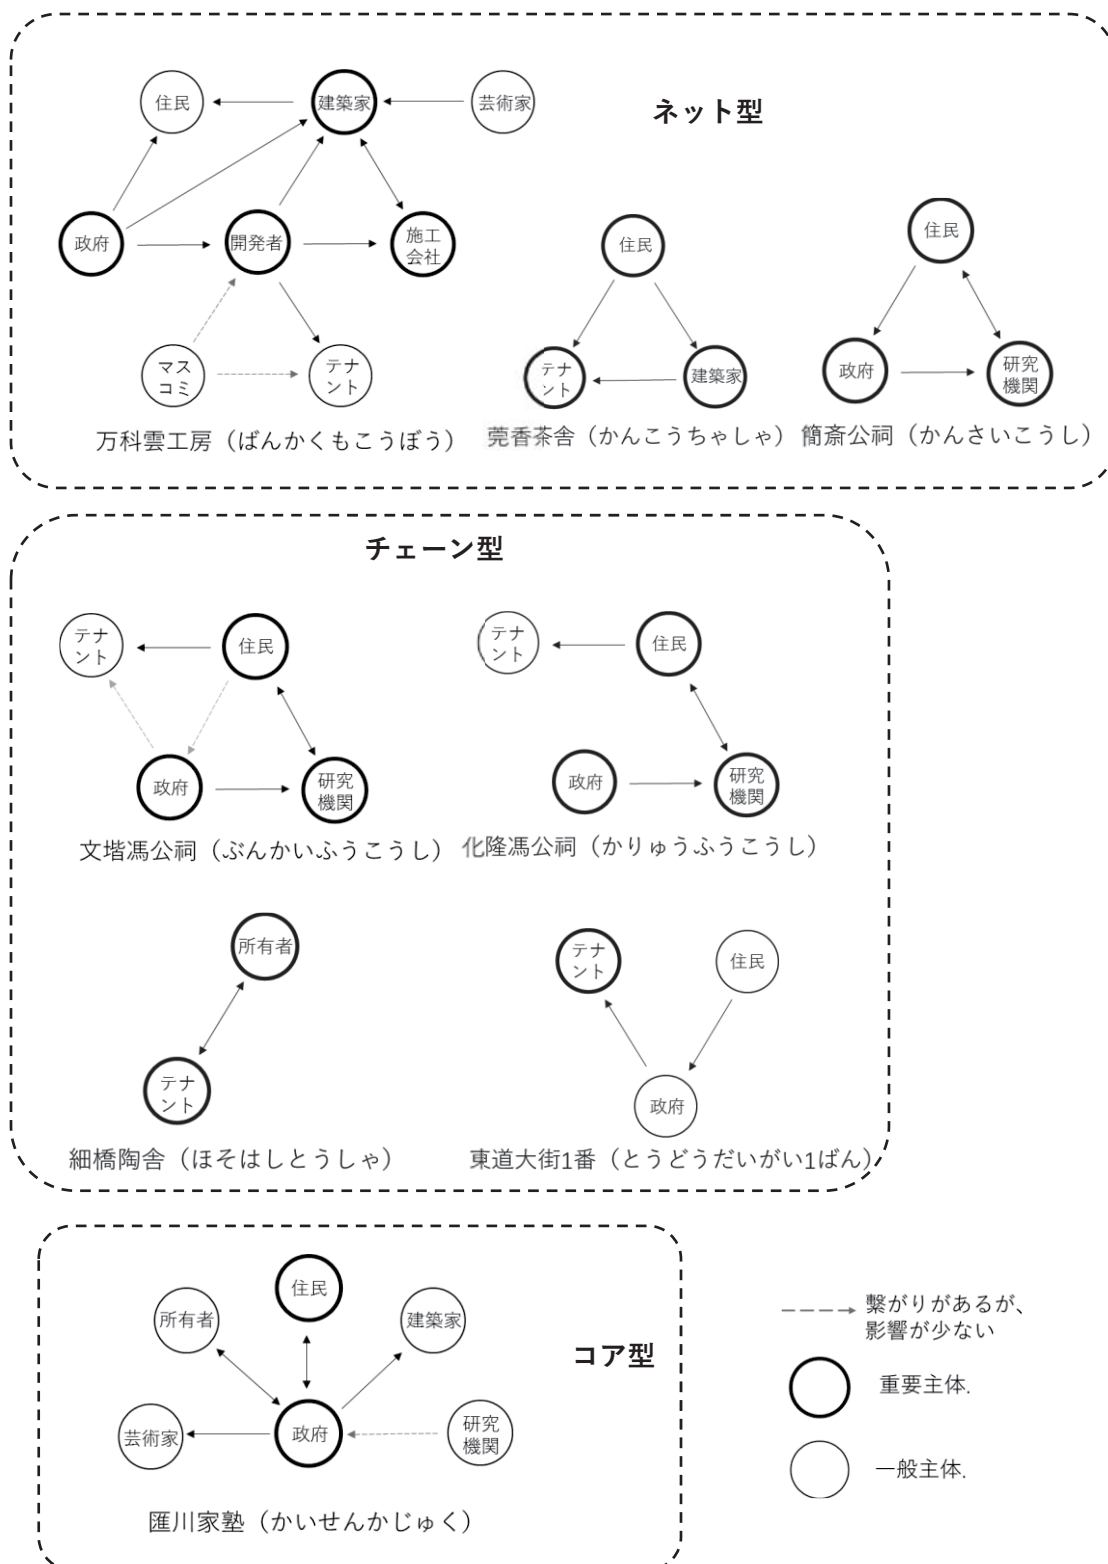 ネット型
住民
建築家
芸術家
政府
開発者
施工
会社
マス
コミ
テナ
ント
万科雲工房（ばんかくもこうぼう）
住民
テナ
ント
建築家
莞香茶舎（かんこうちゃしゃ）
住民
政府
研究
機関
簡斎公祠（かんさいこうし）
チェーン型
テナ
ント
住民
政府
研究
機関
文堦馮公祠（ぶんかいふうこうし）
テナ
ント
住民
政府
研究
機関
化隆馮公祠（かりゅうふうこうし）
所有者
テナ
ント
細橋陶舎（ほそはしとうしゃ）
テナ
ント
住民
政府
東道大街1番（とうどうだいがい1ばん）
コア型
住民
所有者
建築家
芸術家
政府
研究
機関
匯川家塾（かいせんかじゅく）
繋がりがあるが、
影響が少ない
重要主体.
一般主体.